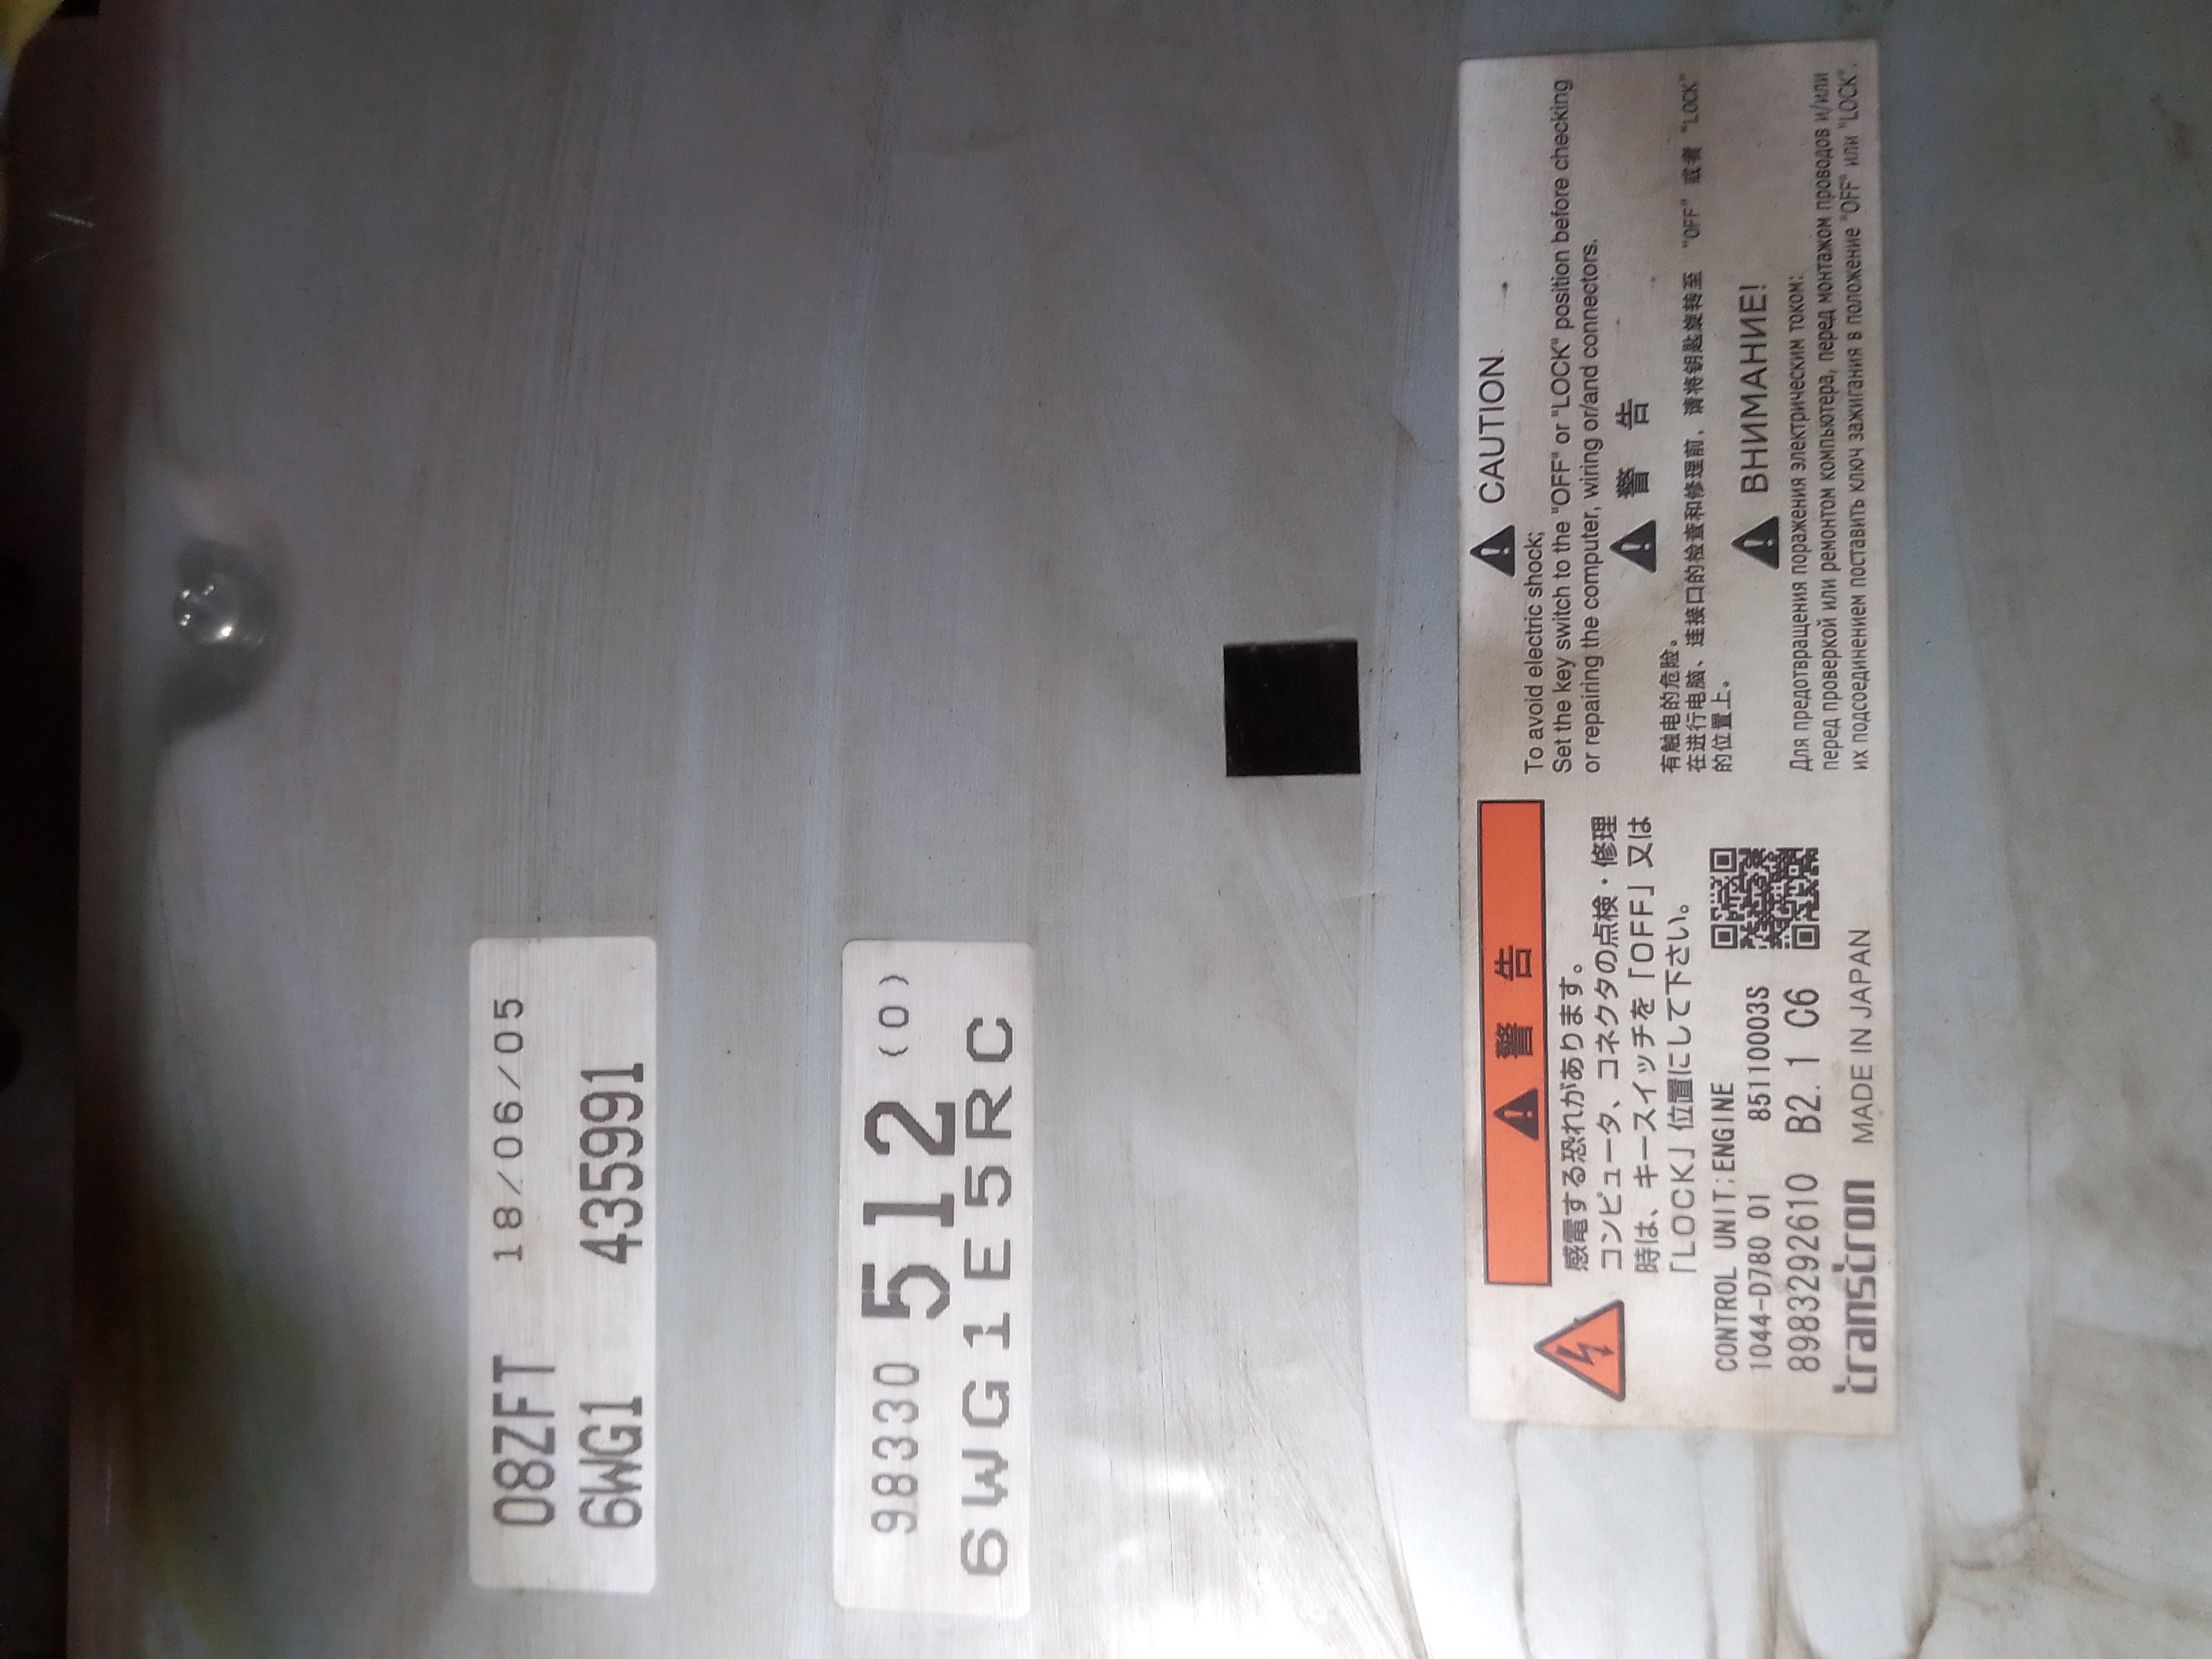 08ZFT 18/06/05
6WG1 435991
98330 512 (0)
6WG1E5RC
警 告
感電する恐れがあります。
コンピュータ、コネクタの点検・修理
時は、キースイッチを「OFF」又は
「LOCK」位置にして下さい。
CONTROL UNIT;ENGINE
1044-D780 01 85110003S
8983292610 B2.1 C6
transtron MADE IN JAPAN
CAUTION
To avoid electric shock;
Set the key switch to the "OFF" or "LOCK" position before checking
or repairing the computer, wiring or/and connectors.
警 告
有触电的危险。
在进行电脑、连接口的检查和修理前，请将钥匙旋转至 "OFF" 或者 "LOCK"
的位置上。
ВНИМАНИЕ!
Для предотвращения поражения электрическим током:
перед проверкой или ремонтом компьютера, перед монтажом проводов и/или
их подсоединением поставить ключ зажигания в положение "OFF" или "LOCK".